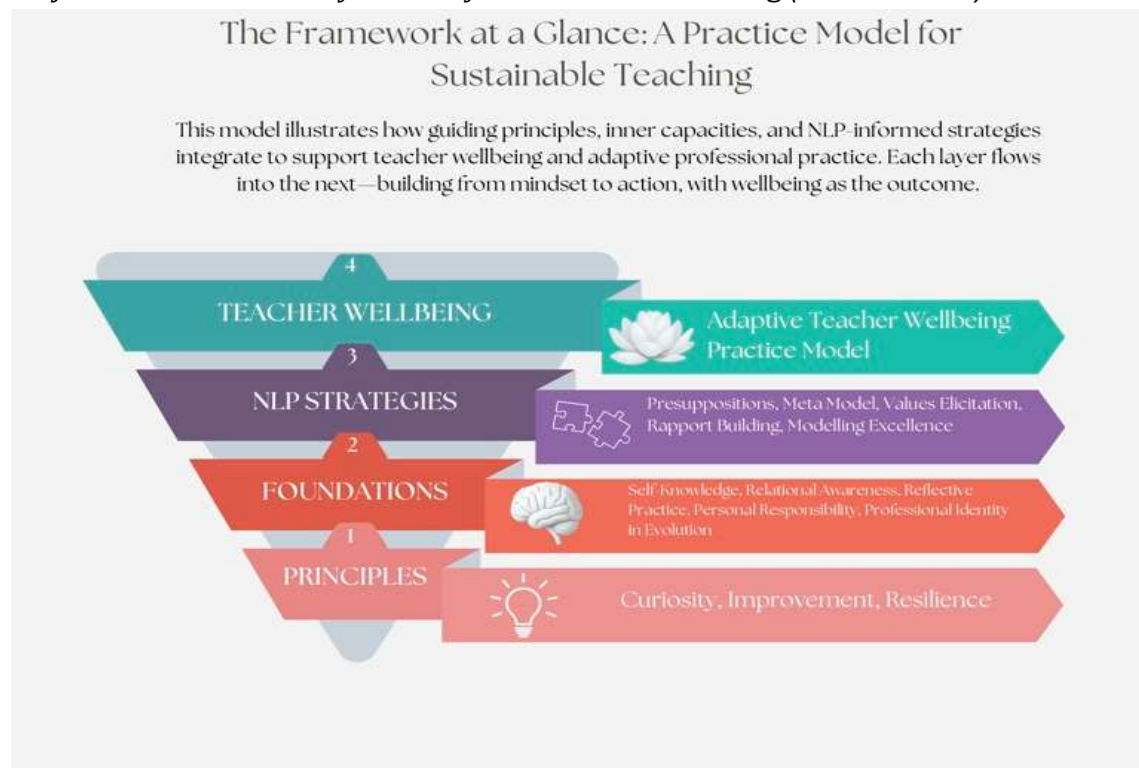 The Framework at a Glance: A Practice Model for
Sustainable Teaching
This model illustrates how guiding principles, inner capacities, and NLP-informed strategies
integrate to support teacher wellbeing and adaptive professional practice. Each layer flows
into the next—building from mindset to action, with wellbeing as the outcome.
4
TEACHER WELLBEING
Adaptive Teacher Wellbeing
Practice Model
3
NLP STRATEGIES
Presuppositions, Meta Model, Values Elicitation,
Rapport Building, Modelling Excellence
2
FOUNDATIONS
Self-Knowledge, Relational Awareness, Reflective
Practice, Personal Responsibility, Professional Identity
in Evolution
1
PRINCIPLES
Curiosity, Improvement, Resilience